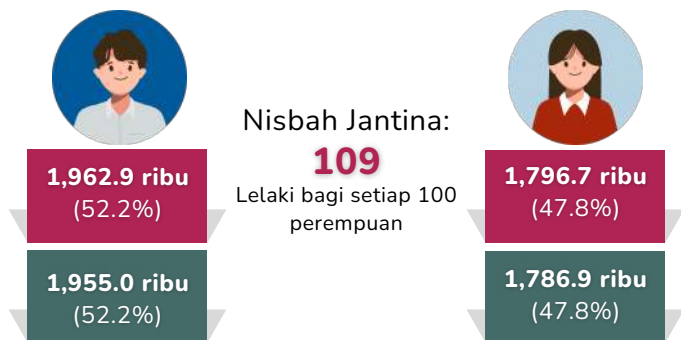 Nisbah Jantina:
109
Lelaki bagi setiap 100
perempuan
1,962.9 ribu
(52.2%)
1,955.0 ribu
(52.2%)
1,796.7 ribu
(47.8%)
1,786.9 ribu
(47.8%)